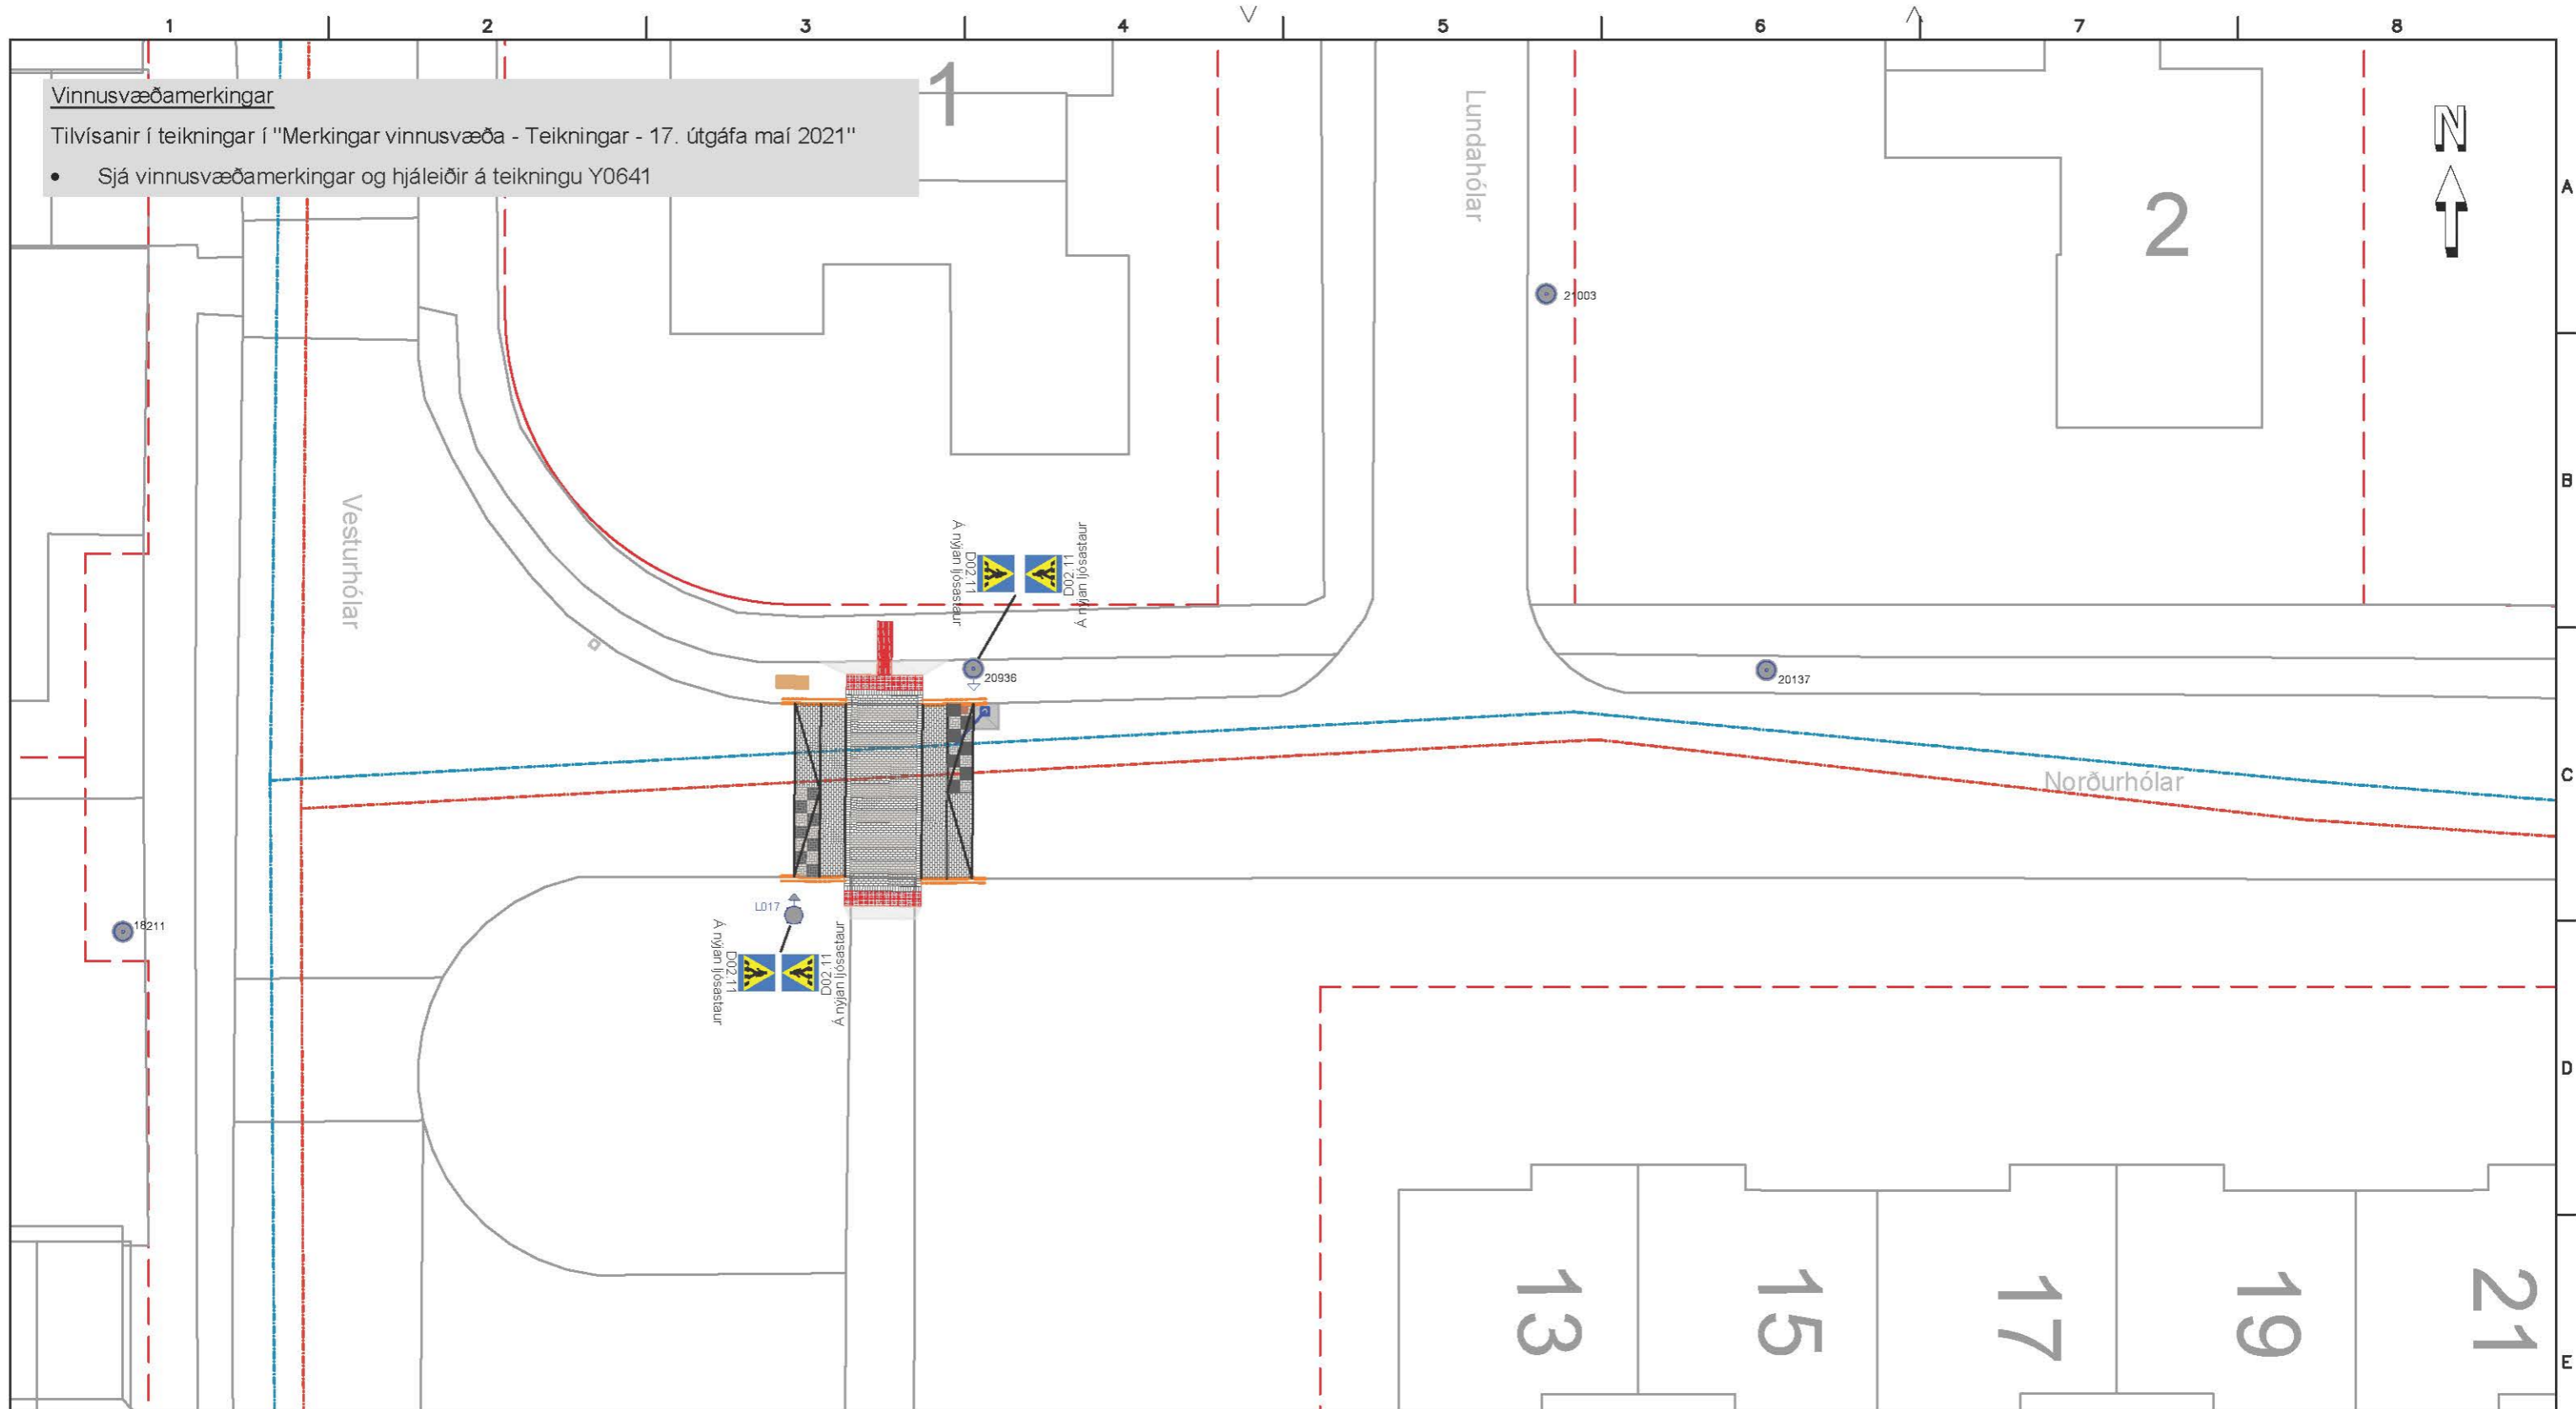 1 2 3 4 5 6 7 8
Vinnusvæðamerkingar
Tilvísanir í teikningar í "Merkingar vinnusvæða - Teikningar - 17. útgáfa maí 2021"
• Sjá vinnusvæðamerkingar og hjáleiðir á teikningu Y0641
1
Lundahólar
2
N
A
21003
B
Vesturhólar
Á nýjan ljósastaur
D02.11
D02.11
Á nýjan ljósastaur
20936
20137
Norðurhólar
C
L017
18211
Á nýjan ljósastaur
D02.11
D02.11
Á nýjan ljósastaur
D
13
15
17
19
21
E